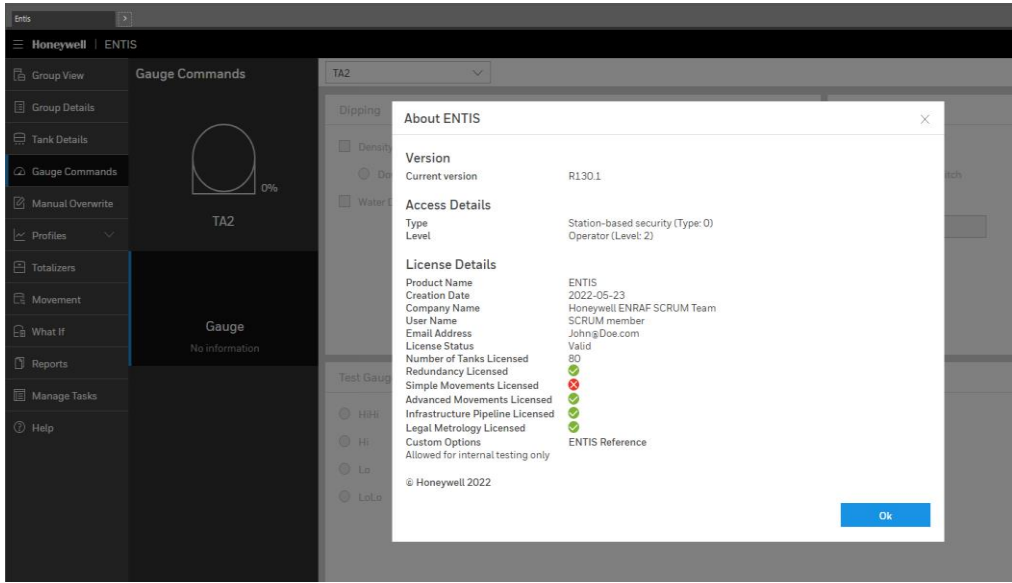 Entis
Honeywell | ENTIS
Group View
Group Details
Tank Details
Gauge Commands
Manual Overwrite
Profiles
Totalizers
Movement
What If
Reports
Manage Tasks
Help
Gauge Commands
0%
TA2
Gauge
No information
TA2
Dipping
Density
Water
Test Gaug
HiHi
Hi
Lo
LoLo
About ENTIS
Version
Current version R130.1
Access Details
Type Station-based security (Type: 0)
Level Operator (Level: 2)
License Details
Product Name ENTIS
Creation Date 2022-05-23
Company Name Honeywell ENRAF SCRUM Team
User Name SCRUM member
Email Address John@Doe.com
License Status Valid
Number of Tanks Licensed 80
Redundancy Licensed
Simple Movements Licensed
Advanced Movements Licensed
Infrastructure Pipeline Licensed
Legal Metrology Licensed
Custom Options ENTIS Reference
Allowed for internal testing only
© Honeywell 2022
Ok